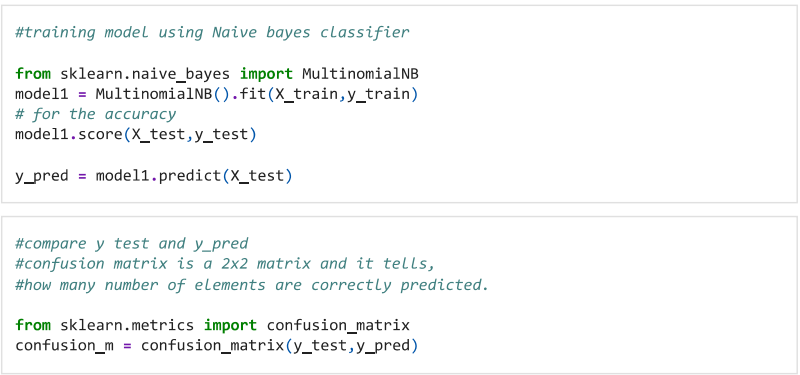 #training model using Naive bayes classifier
from sklearn.naive_bayes import MultinomialNB
model1 = MultinomialNB().fit(X_train,y_train)
# for the accuracy
model1.score(X_test,y_test)
y_pred = model1.predict(X_test)
#compare y test and y_pred
#confusion matrix is a 2x2 matrix and it tells,
#how many number of elements are correctly predicted.
from sklearn.metrics import confusion_matrix
confusion_m = confusion_matrix(y_test,y_pred)